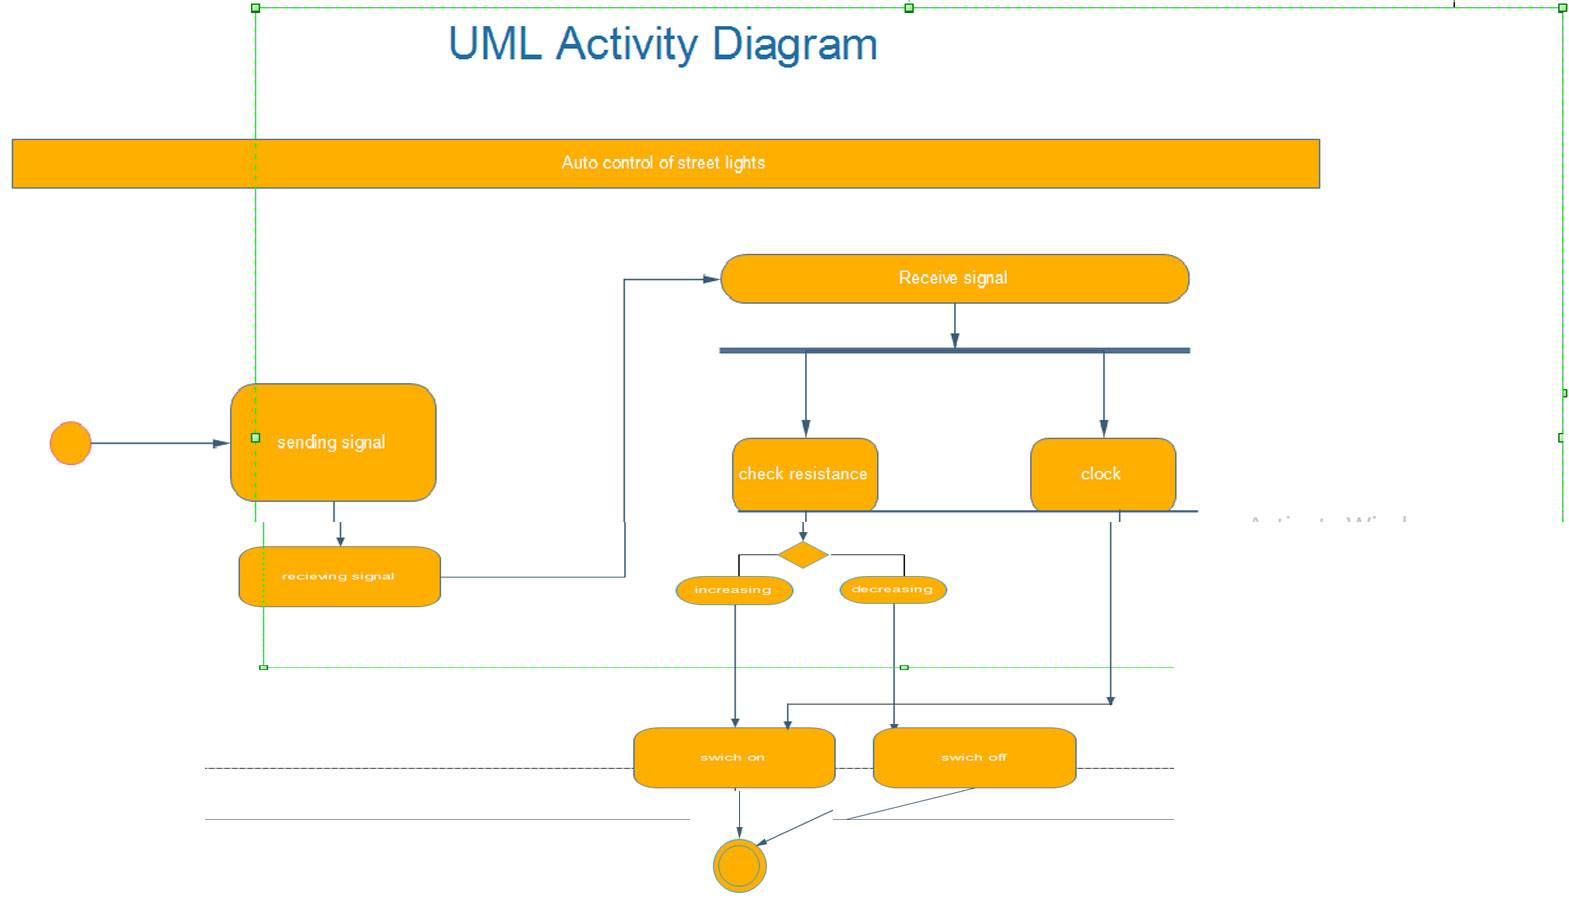 UML Activity Diagram
Auto control of street lights
Receive signal
sending signal
check resistance
clock
recieving signal
increasing
decreasing
swich on
swich off